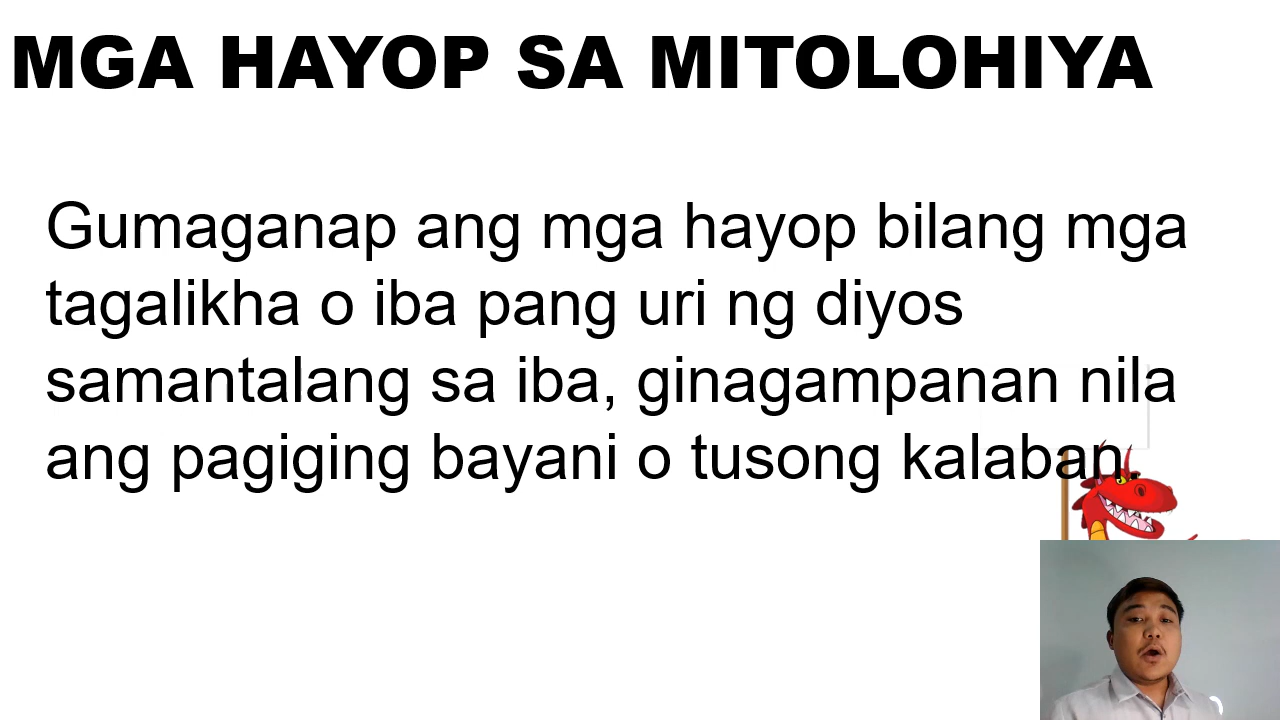 MGA HAYOP SA MITOLOHIYA
Gumaganap ang mga hayop bilang mga
tagalikha o iba pang uri ng diyos
samantalang sa iba, ginagampanan nila
ang pagiging bayani o tusong kalaban.